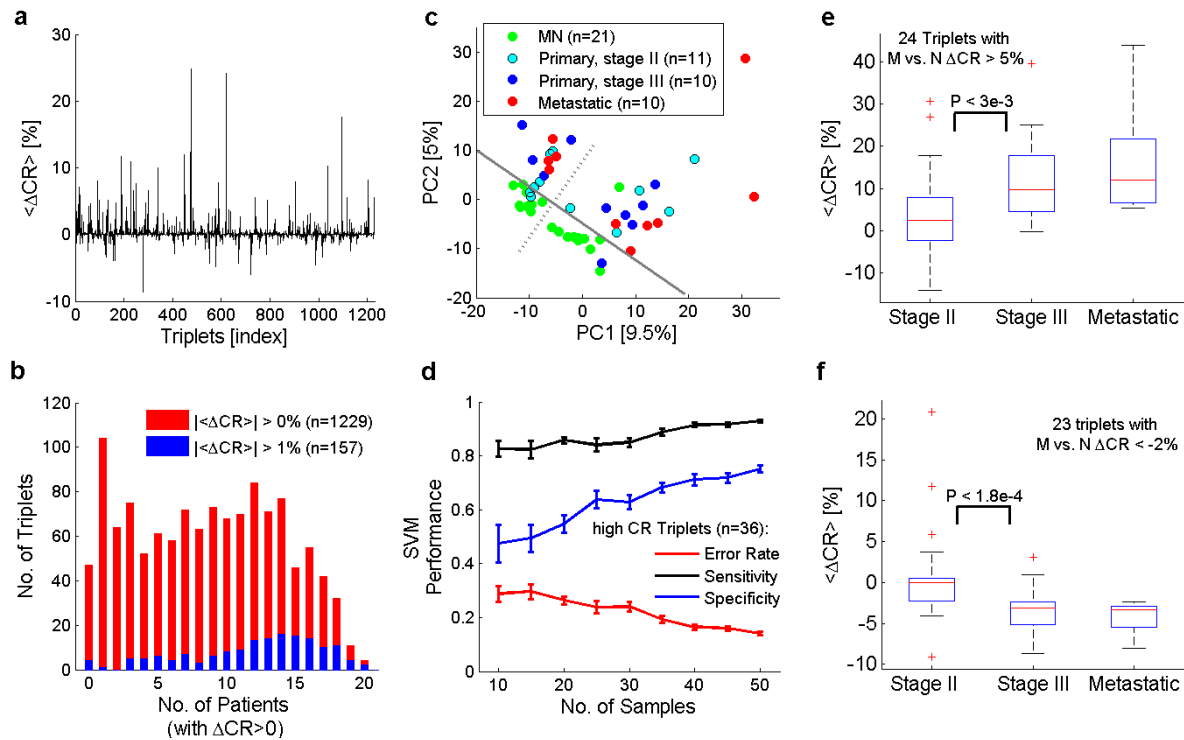 a
30
20
10
0
-10
<ΔCR> [%]
0
200
400
600
800
1000
1200
Triplets [index]
b
120
100
80
60
40
20
0
No. of Triplets
|<ΔCR>| > 0% (n=1229)
|<ΔCR>| > 1% (n=157)
0
5
10
15
20
No. of Patients
(with ΔCR>0)
c
MN (n=21)
Primary, stage II (n=11)
Primary, stage III (n=10)
Metastatic (n=10)
30
20
10
0
-10
-20
PC2 [5%]
-20
-10
0
10
20
30
PC1 [9.5%]
d
1
0.8
0.6
0.4
0.2
0
SVM
Performance
high CR Triplets (n=36):
Error Rate
Sensitivity
Specificity
10
20
30
40
50
No. of Samples
e
24 Triplets with
M vs. N ΔCR > 5%
P < 3e-3
40
30
20
10
0
-10
<ΔCR> [%]
Stage II
Stage III
Metastatic
f
23 triplets with
M vs. N ΔCR < -2%
P < 1.8e-4
20
15
10
5
-0
-5
-10
<ΔCR> [%]
Stage II
Stage III
Metastatic